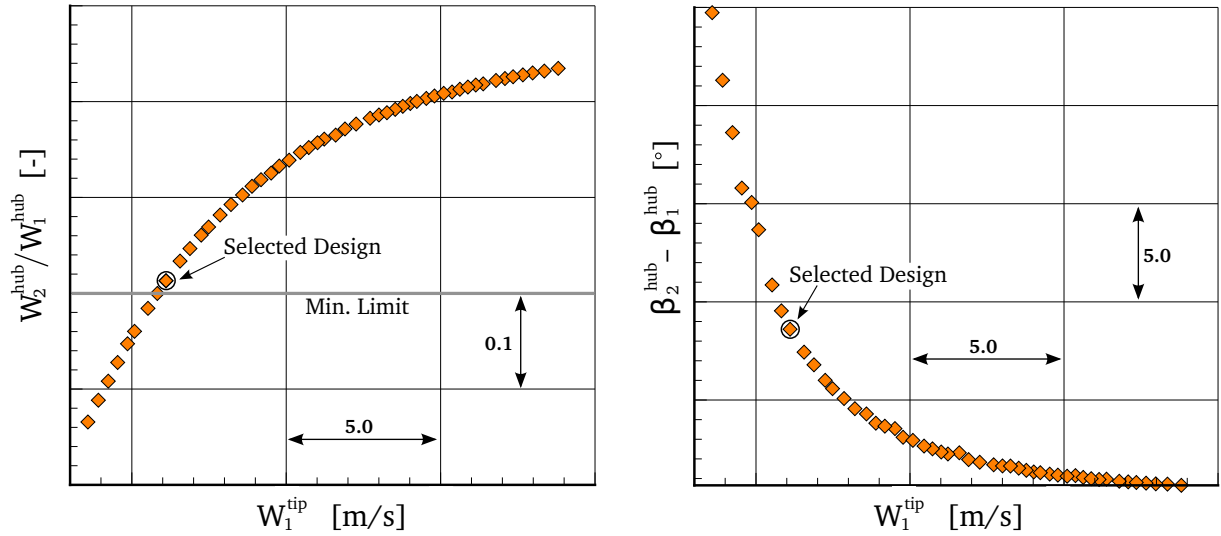 W₂ʰᵘᵇ/W₁ʰᵘᵇ [-]
Selected Design
Min. Limit
0.1
5.0
W₁ᵗⁱᵖ [m/s]
β₂ʰᵘᵇ – β₁ʰᵘᵇ [°]
5.0
Selected Design
5.0
W₁ᵗⁱᵖ [m/s]